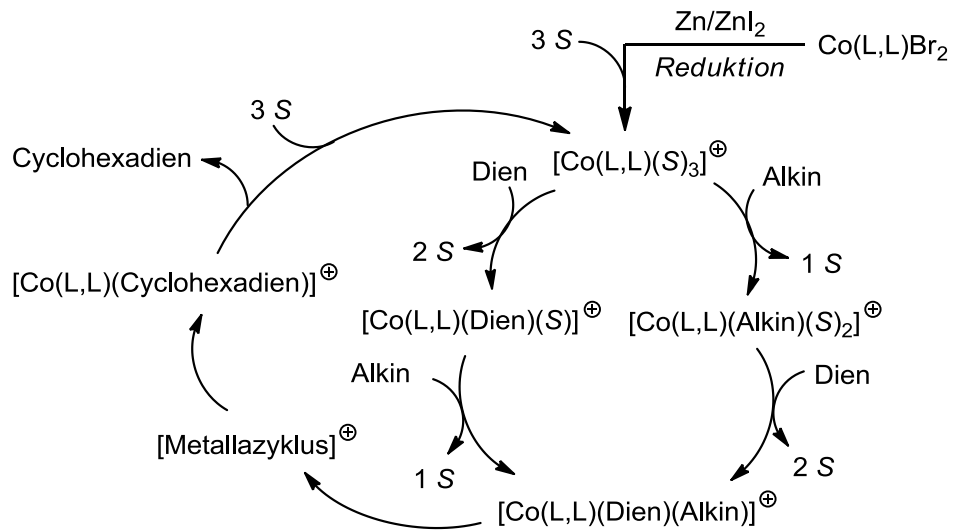 Zn/ZnI₂
3 S
Co(L,L)Br₂
Reduktion
3 S
Cyclohexadien
Dien
[Co(L,L)(S)₃]⊕
Alkin
2 S
1 S
[Co(L,L)(Cyclohexadien)]⊕
[Co(L,L)(Dien)(S)]⊕
[Co(L,L)(Alkin)(S)₂]⊕
Alkin
Dien
[Metallazyklus]⊕
1 S
2 S
[Co(L,L)(Dien)(Alkin)]⊕